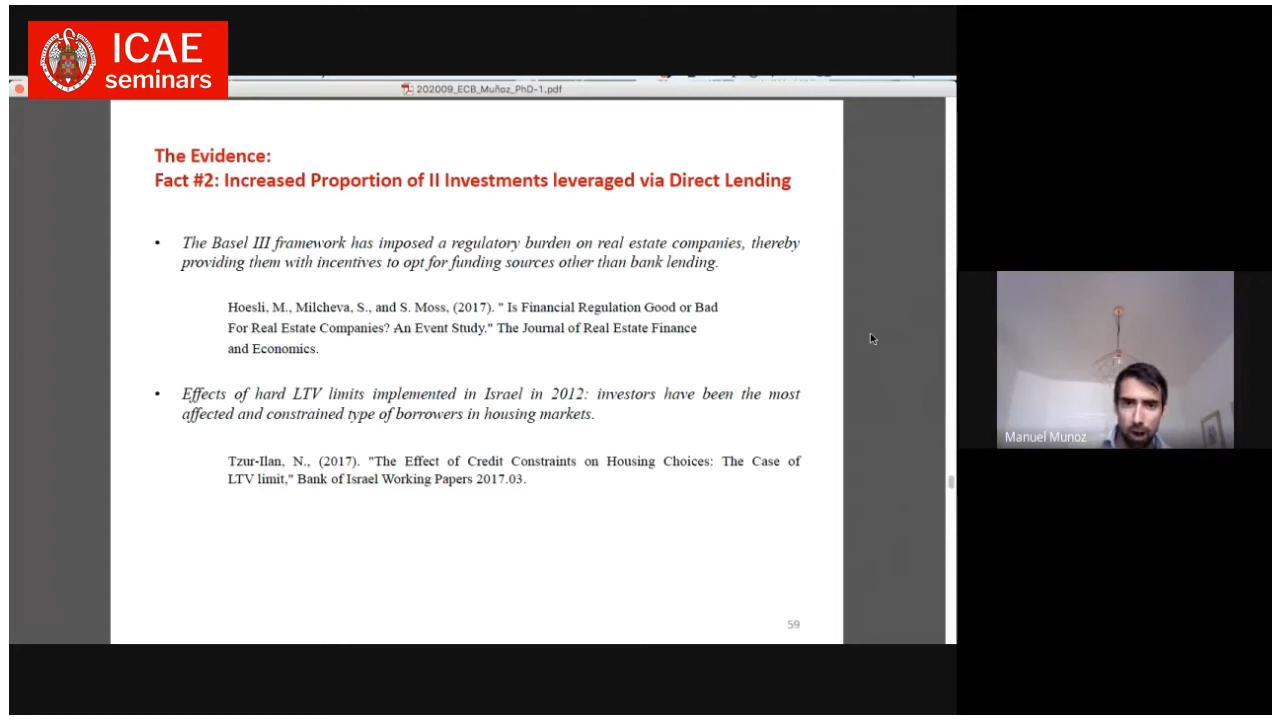 ICAE
seminars
202009_ECB_Muñoz_PhD-1.pdf
The Evidence:
Fact #2: Increased Proportion of II Investments leveraged via Direct Lending
• The Basel III framework has imposed a regulatory burden on real estate companies, thereby
providing them with incentives to opt for funding sources other than bank lending.
Hoesli, M., Milcheva, S., and S. Moss, (2017). " Is Financial Regulation Good or Bad
For Real Estate Companies? An Event Study." The Journal of Real Estate Finance
and Economics.
• Effects of hard LTV limits implemented in Israel in 2012: investors have been the most
affected and constrained type of borrowers in housing markets.
Tzur-Ilan, N., (2017). "The Effect of Credit Constraints on Housing Choices: The Case of
LTV limit," Bank of Israel Working Papers 2017.03.
59
Manuel Munoz